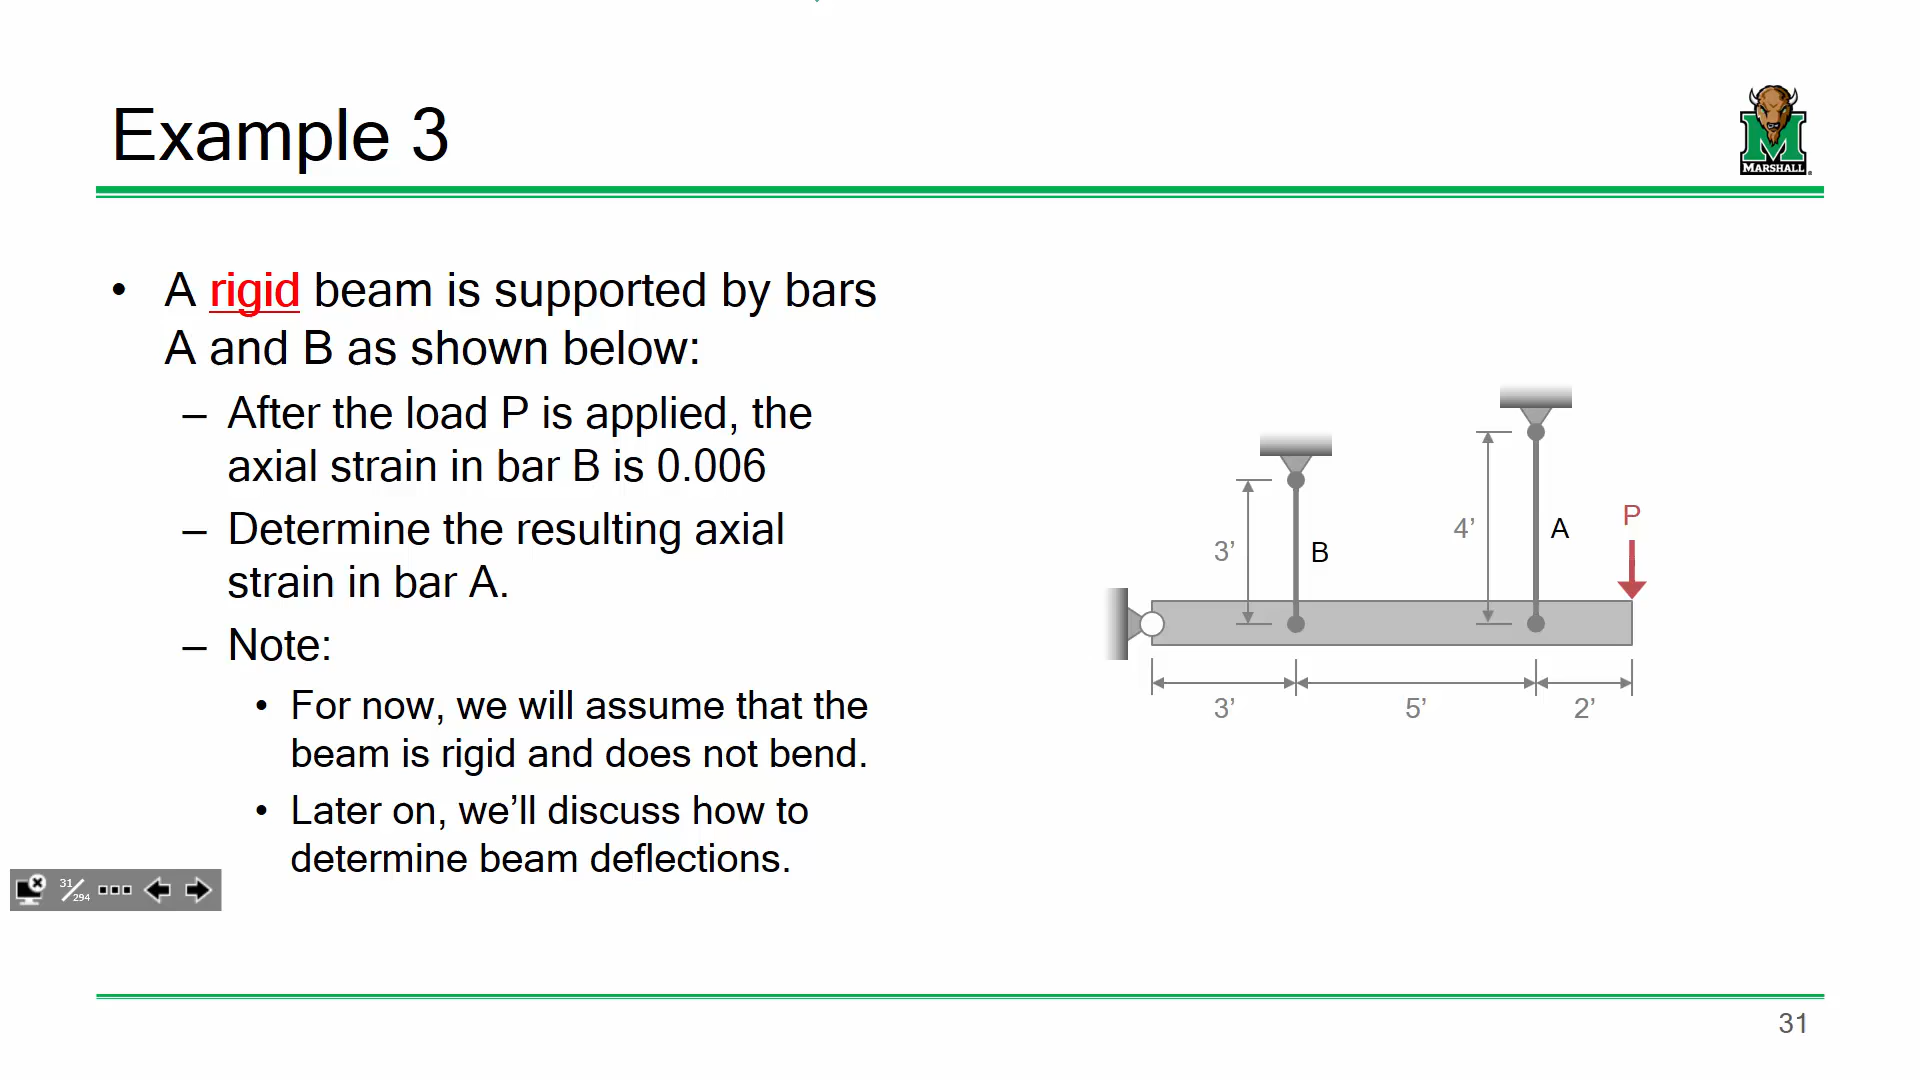 Example 3
MARSHALL
• A rigid beam is supported by bars
A and B as shown below:
– After the load P is applied, the
axial strain in bar B is 0.006
– Determine the resulting axial
strain in bar A.
– Note:
• For now, we will assume that the
beam is rigid and does not bend.
• Later on, we’ll discuss how to
determine beam deflections.
3’
B
4’
A
P
3’
5’
2’
31/294
31